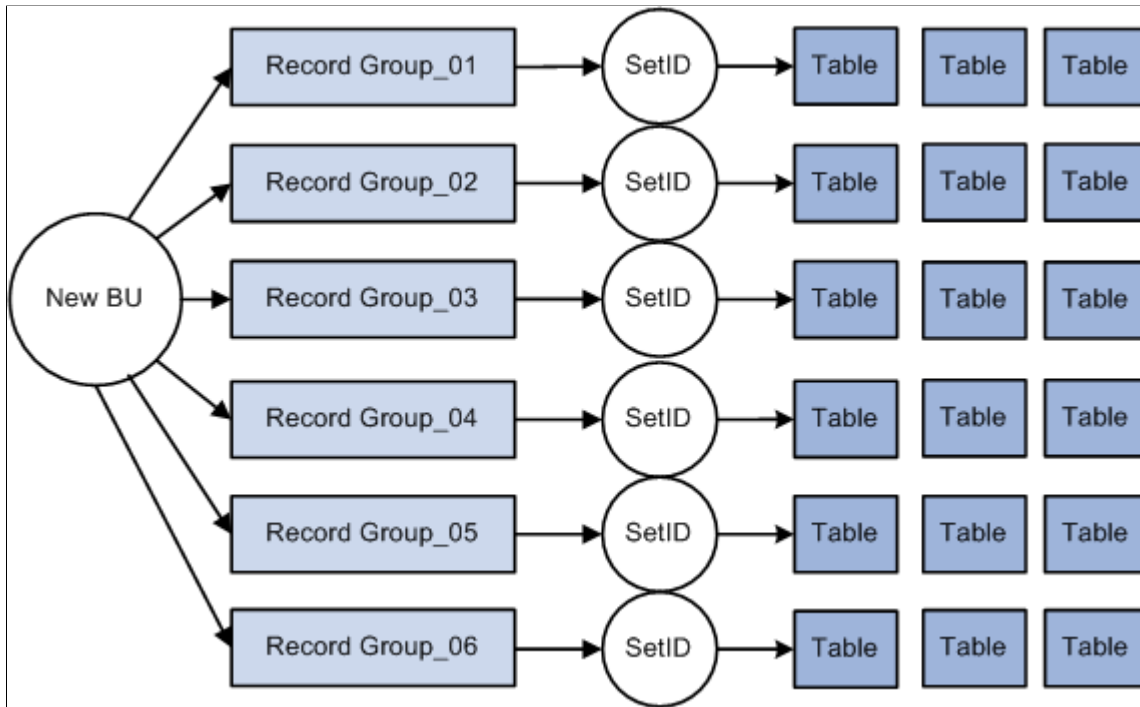 Record Group_01 SetID Table Table Table
Record Group_02 SetID Table Table Table
New BU
Record Group_03 SetID Table Table Table
Record Group_04 SetID Table Table Table
Record Group_05 SetID Table Table Table
Record Group_06 SetID Table Table Table